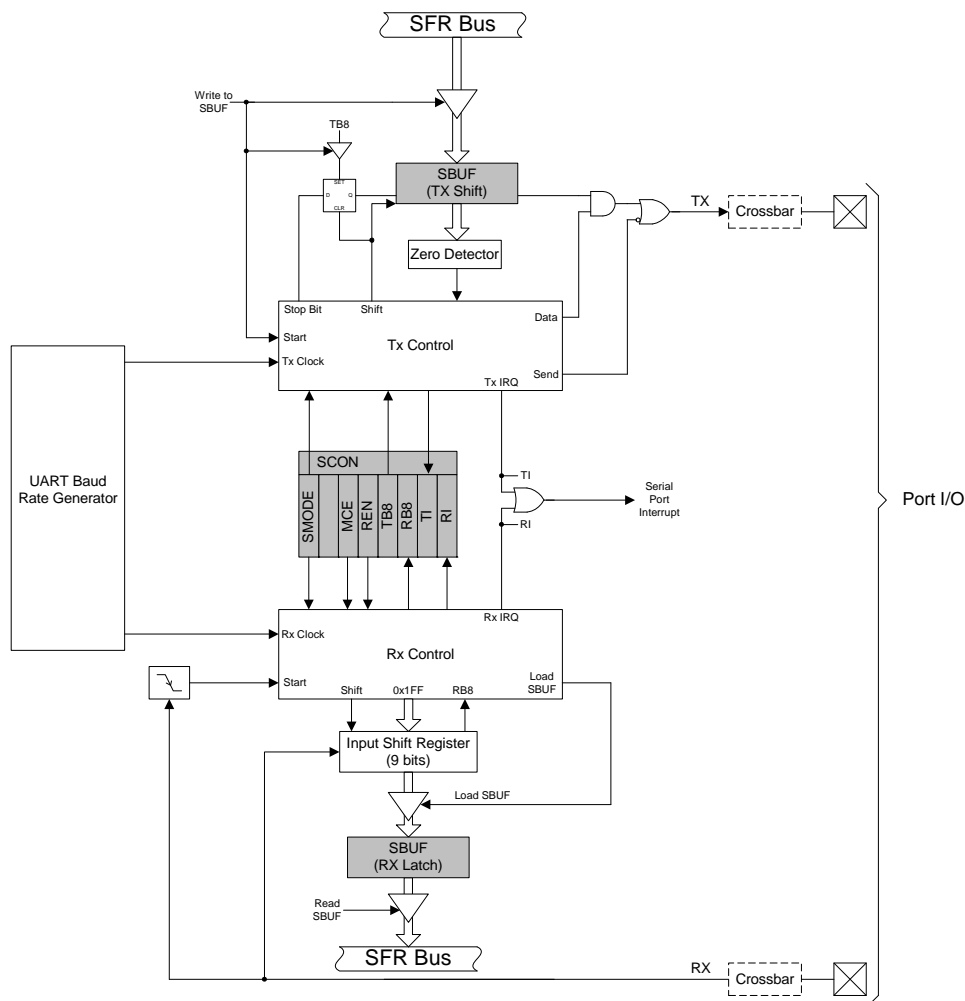 SFR Bus
Write to
SBUF
TB8
SET
D
Q
CLR
SBUF
(TX Shift)
TX
Crossbar
Zero Detector
Stop Bit
Shift
Data
Start
Tx Control
Tx Clock
Send
Tx IRQ
UART Baud
Rate Generator
SCON
SMODE
MCE
REN
TB8
RB8
TI
RI
TI
RI
Serial
Port
Interrupt
Port I/O
Rx IRQ
Rx Clock
Rx Control
Start
Load
SBUF
Shift
0x1FF
RB8
Input Shift Register
(9 bits)
Load SBUF
SBUF
(RX Latch)
Read
SBUF
SFR Bus
RX
Crossbar